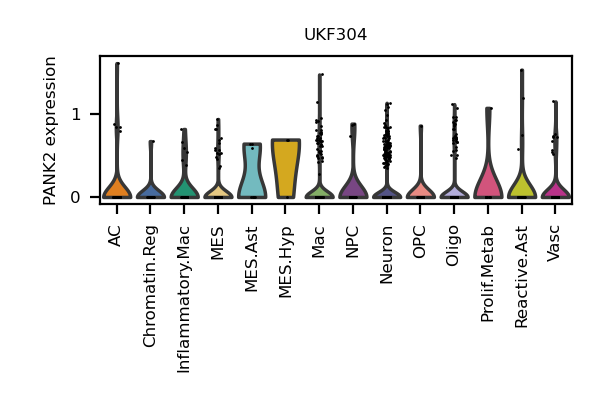 UKF304
PANK2 expression
1
0
AC
Chromatin.Reg
Inflammatory.Mac
MES
MES.Ast
MES.Hyp
Mac
NPC
Neuron
OPC
Oligo
Prolif.Metab
Reactive.Ast
Vasc